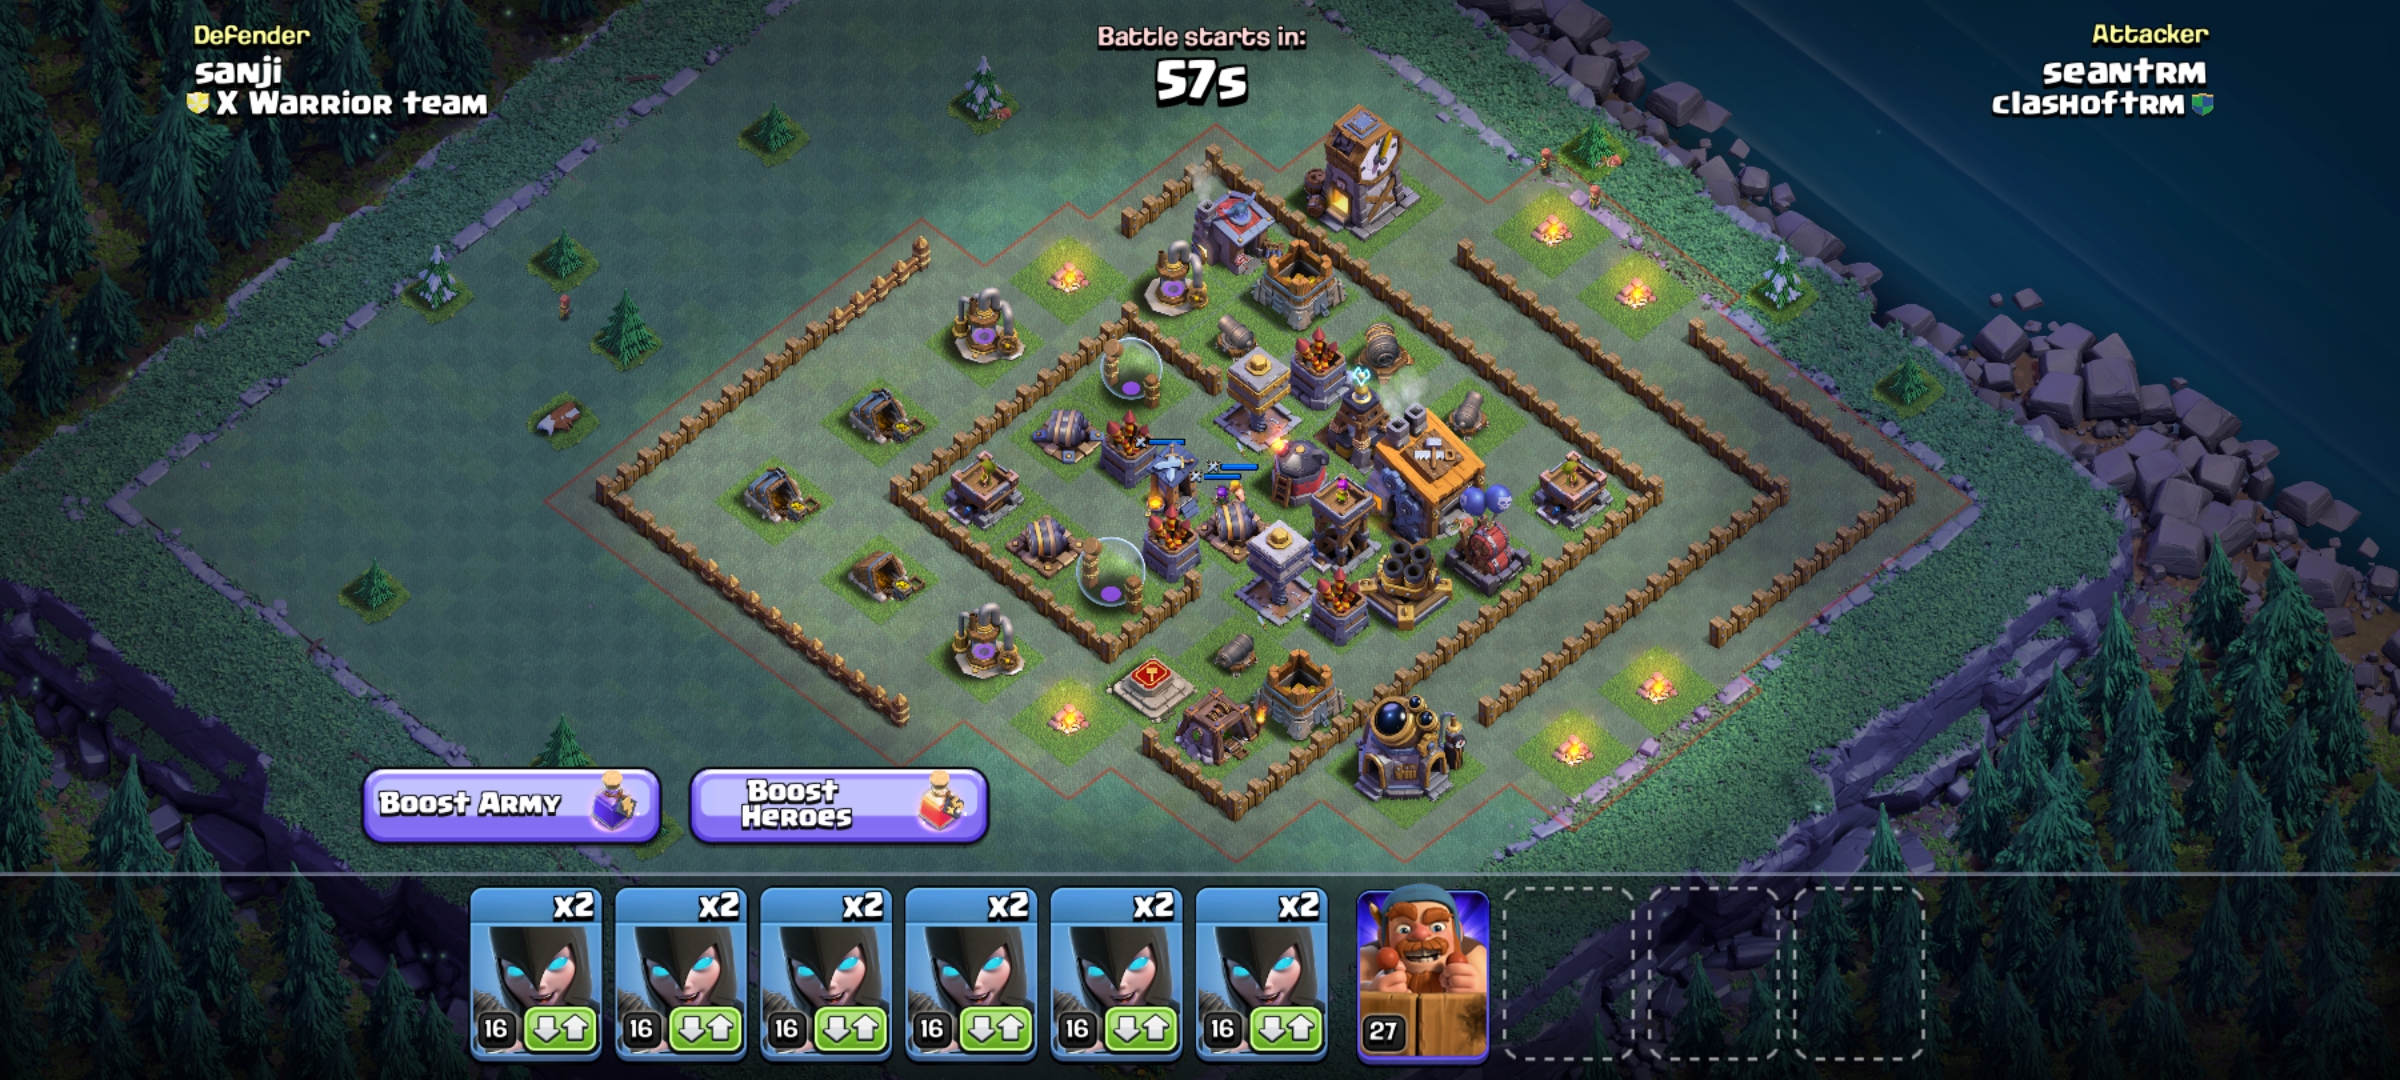 Defender
sanji
X Warrior team
Battle starts in:
57s
Attacker
seantrm
clashoftrm
Boost Army
Boost
Heroes
x2
x2
x2
x2
x2
x2
16
16
16
16
16
16
27